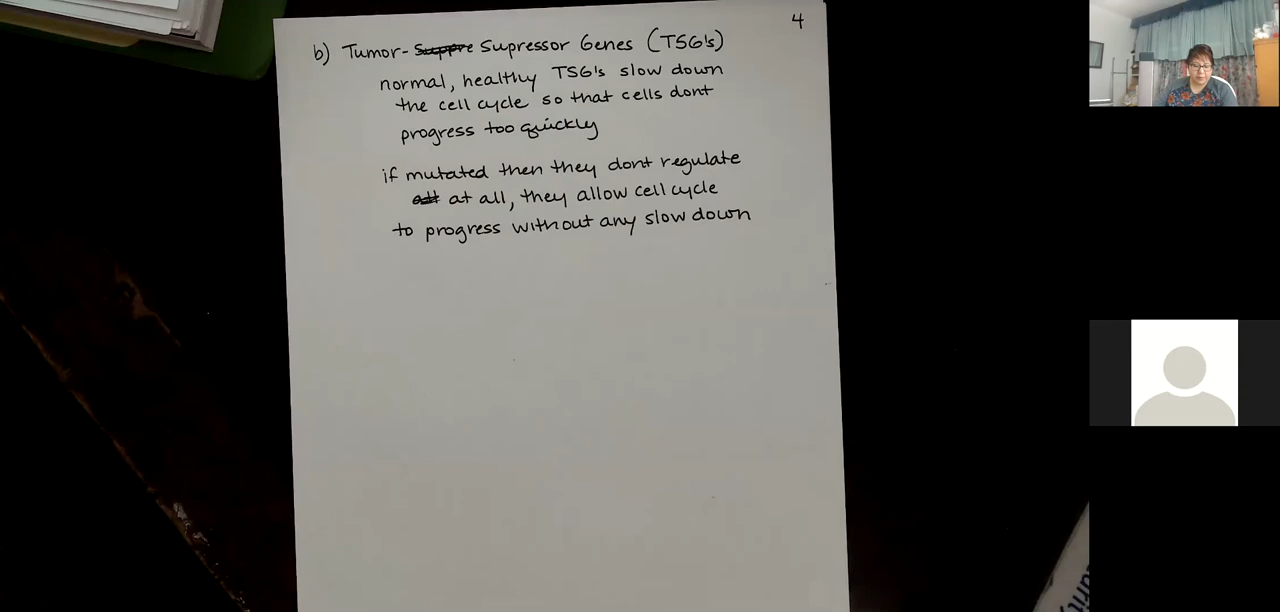 4
b) Tumor- Suppre Supressor Genes (TSG's)
normal, healthy TSG's slow down
the cell cycle so that cells dont
progress too quickly
if mutated then they dont regulate
at all, they allow cell cycle
to progress without any slow down